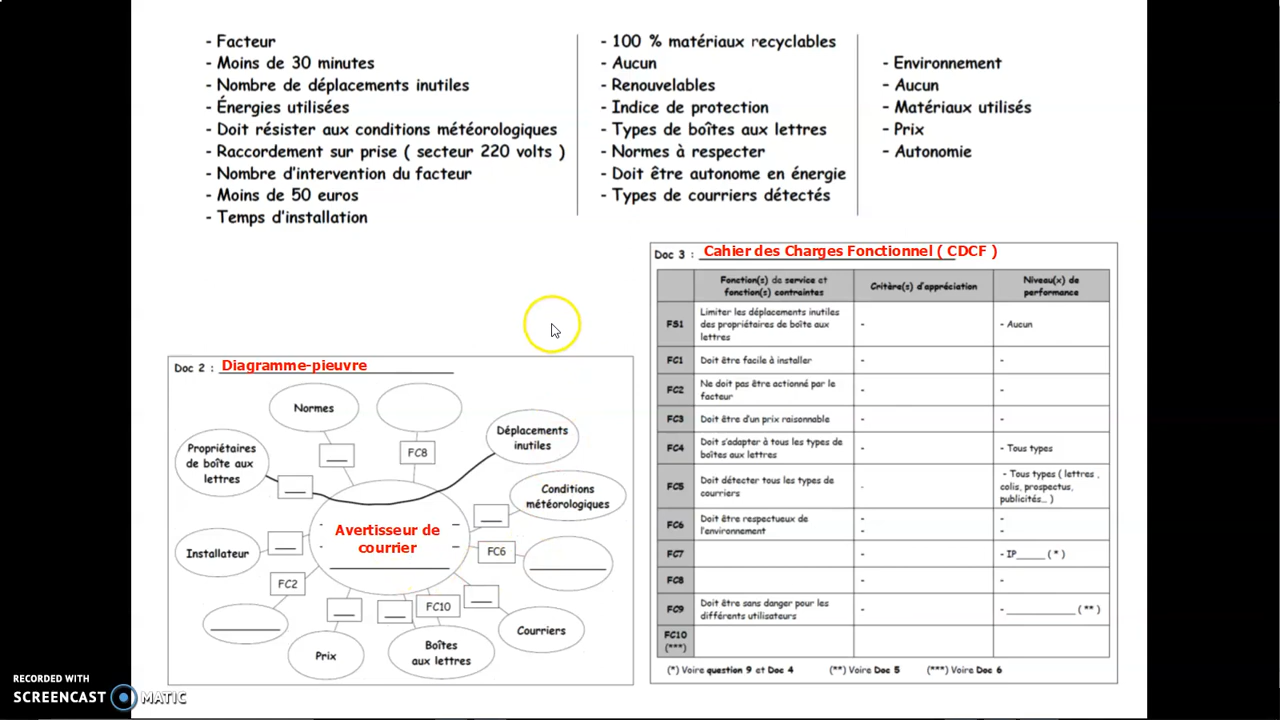 - Facteur
- Moins de 30 minutes
- Nombre de déplacements inutiles
- Énergies utilisées
- Doit résister aux conditions météorologiques
- Raccordement sur prise ( secteur 220 volts )
- Nombre d'intervention du facteur
- Moins de 50 euros
- Temps d'installation
- 100 % matériaux recyclables
- Aucun
- Renouvelables
- Indice de protection
- Types de boîtes aux lettres
- Normes à respecter
- Doit être autonome en énergie
- Types de courriers détectés
- Environnement
- Aucun
- Matériaux utilisés
- Prix
- Autonomie
Doc 2 : Diagramme-pieuvre
Normes
Déplacements
inutiles
Propriétaires
de boîte aux
lettres
FC8
Conditions
météorologiques
Avertisseur de
courrier
Installateur
FC6
FC2
FC10
Prix
Boîtes
aux lettres
Courriers
Doc 3 : Cahier des Charges Fonctionnel ( CDCF )
Fonction(s) de service et
fonction(s) contraintes
Critère(s) d'appréciation
Niveau(x) de
performance
FS1
Limiter les déplacements inutiles
des propriétaires de boîte aux
lettres
-
- Aucun
FC1
Doit être facile à installer
-
-
FC2
Ne doit pas être actionné par le
facteur
-
-
FC3
Doit être d'un prix raisonnable
-
-
FC4
Doit s'adapter à tous les types de
boîtes aux lettres
-
- Tous types
FC5
Doit détecter tous les types de
courriers
-
- Tous types ( lettres ,
colis, prospectus,
publicités... )
FC6
Doit être respectueux de
l'environnement
-
-
-
-
FC7
-
- IP_____ ( * )
FC8
-
-
FC9
Doit être sans danger pour les
différents utilisateurs
-
- ____________ ( ** )
FC10
(***)
(*) Voire question 9 et Doc 4 (**) Voire Doc 5 (***) Voire Doc 6
RECORDED WITH
SCREENCAST MATIC